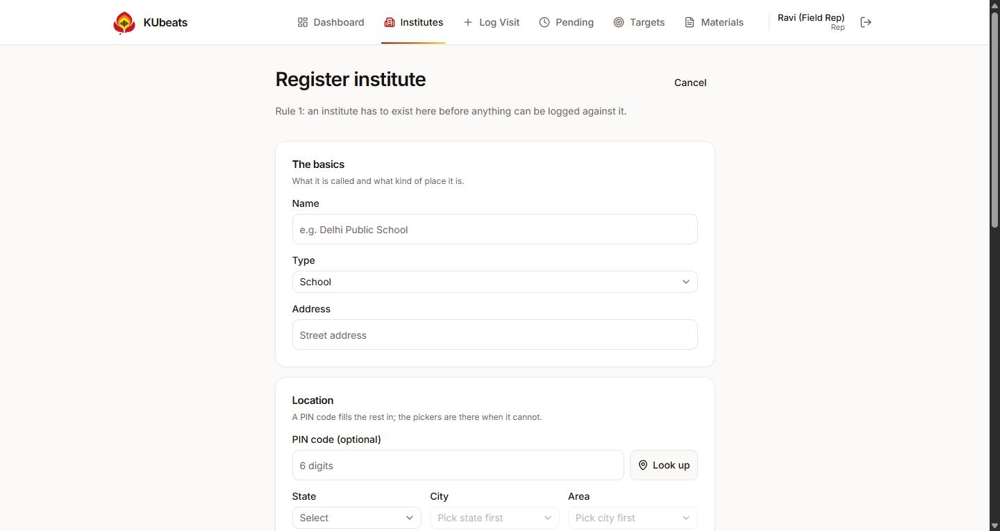 KUbeats
Dashboard
Institutes
Log Visit
Pending
Targets
Materials
Ravi (Field Rep)
Rep
Register institute
Cancel
Rule 1: an institute has to exist here before anything can be logged against it.
The basics
What it is called and what kind of place it is.
Name
e.g. Delhi Public School
Type
School
Address
Street address
Location
A PIN code fills the rest in; the pickers are there when it cannot.
PIN code (optional)
6 digits
Look up
State
City
Area
Select
Pick state first
Pick city first